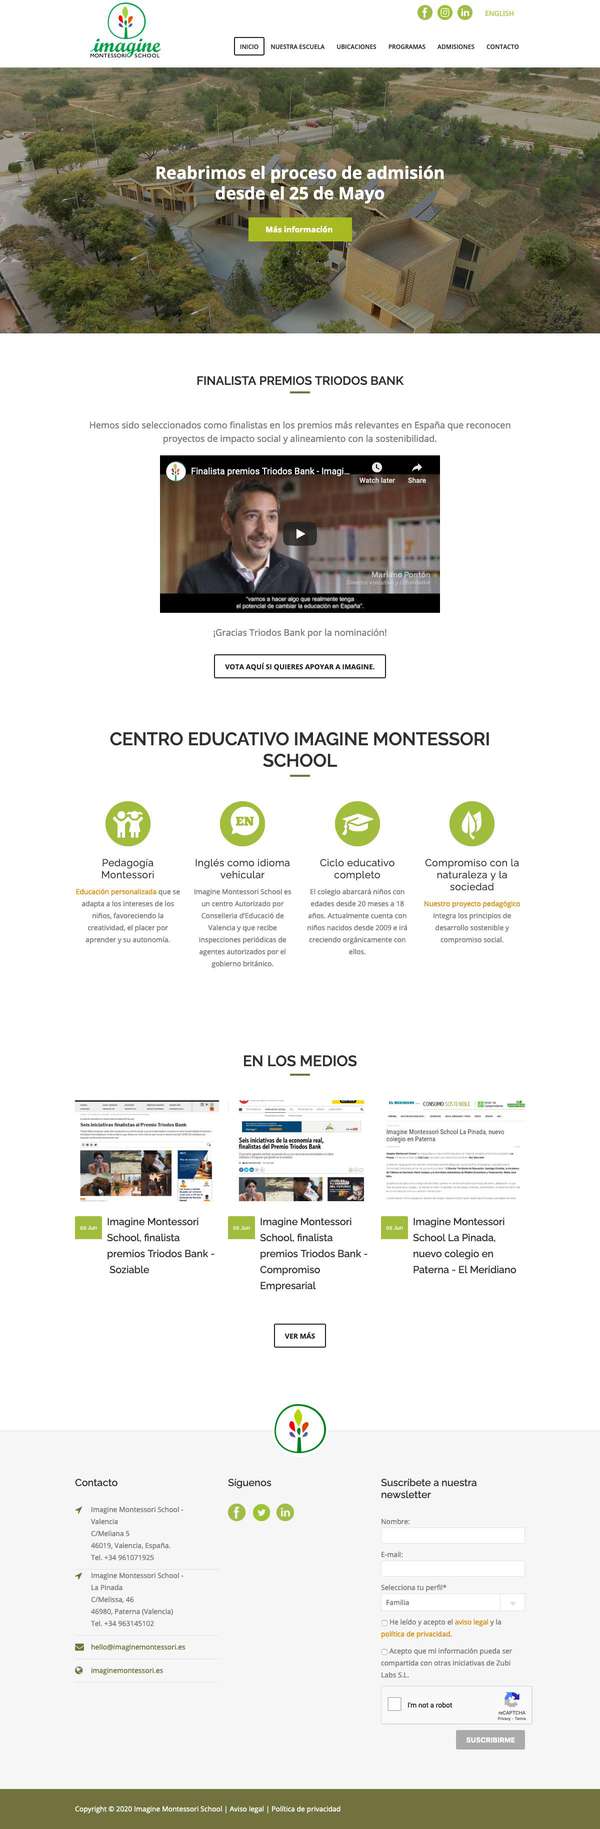 ENGLISH
imagine
MONTESSORI SCHOOL
INICIO NUESTRA ESCUELA UBICACIONES PROGRAMAS ADMISIONES CONTACTO
Reabrimos el proceso de admisión
desde el 25 de Mayo
Más información
FINALISTA PREMIOS TRIODOS BANK
Hemos sido seleccionados como finalistas en los premios más relevantes en España que reconocen
proyectos de impacto social y alineamiento con la sostenibilidad.
Finalista premios Triodos Bank - Imagi...
Watch later Share
Mariano Pontón
"vamos a hacer algo que realmente tenga
el potencial de cambiar la educación en España".
¡Gracias Triodos Bank por la nominación!
VOTA AQUÍ SI QUIERES APOYAR A IMAGINE.
CENTRO EDUCATIVO IMAGINE MONTESSORI
SCHOOL
Pedagogía
Montessori
Educación personalizada que se
adapta a los intereses de los
niños, favoreciendo la
creatividad, el placer por
aprender y su autonomía.
EN
Inglés como idioma
vehicular
Imagine Montessori School es
un centro Autorizado por
Conselleria d'Educació de
Valencia y que recibe
inspecciones periódicas de
agentes autorizados por el
gobierno británico.
Ciclo educativo
completo
El colegio abarcará niños con
edades desde 20 meses a 18
años. Actualmente cuenta con
niños nacidos desde 2009 e irá
creciendo orgánicamente con
ellos.
Compromiso con la
naturaleza y la
sociedad
Nuestro proyecto pedagógico
integra los principios de
desarrollo sostenible y
compromiso social.
EN LOS MEDIOS
Seis iniciativas finalistas al Premio Triodos Bank
03 Jun
Imagine Montessori
School, finalista
premios Triodos Bank -
Soziable
Seis iniciativas de la economía real,
finalistas del Premio Triodos Bank
Imagine Montessori
School, finalista
premios Triodos Bank -
Compromiso
Empresarial
EL MERIDIANO CONSUMO SOSTENIBLE
Imagine Montessori School La Pinada, nuevo
colegio en Paterna
Imagine Montessori
School La Pinada,
nuevo colegio en
Paterna - El Meridiano
VER MÁS
Contacto
Imagine Montessori School -
Valencia
C/Meliana 5
46019, Valencia, España.
Tel. +34 961071925
Imagine Montessori School -
La Pinada
C/Melissa, 46
46980, Paterna (Valencia)
Tel. +34 963145102
hello@imaginemontessori.es
imaginemontessori.es
Síguenos
Suscríbete a nuestra
newsletter
Nombre:
E-mail:
Selecciona tu perfil*
Familia
He leído y acepto el aviso legal y la
política de privacidad.
Acepto que mi información pueda ser
compartida con otras iniciativas de Zubi
Labs S.L.
I'm not a robot
reCAPTCHA
Privacy - Terms
SUSCRIBIRME
Copyright © 2020 Imagine Montessori School | Aviso legal | Política de privacidad